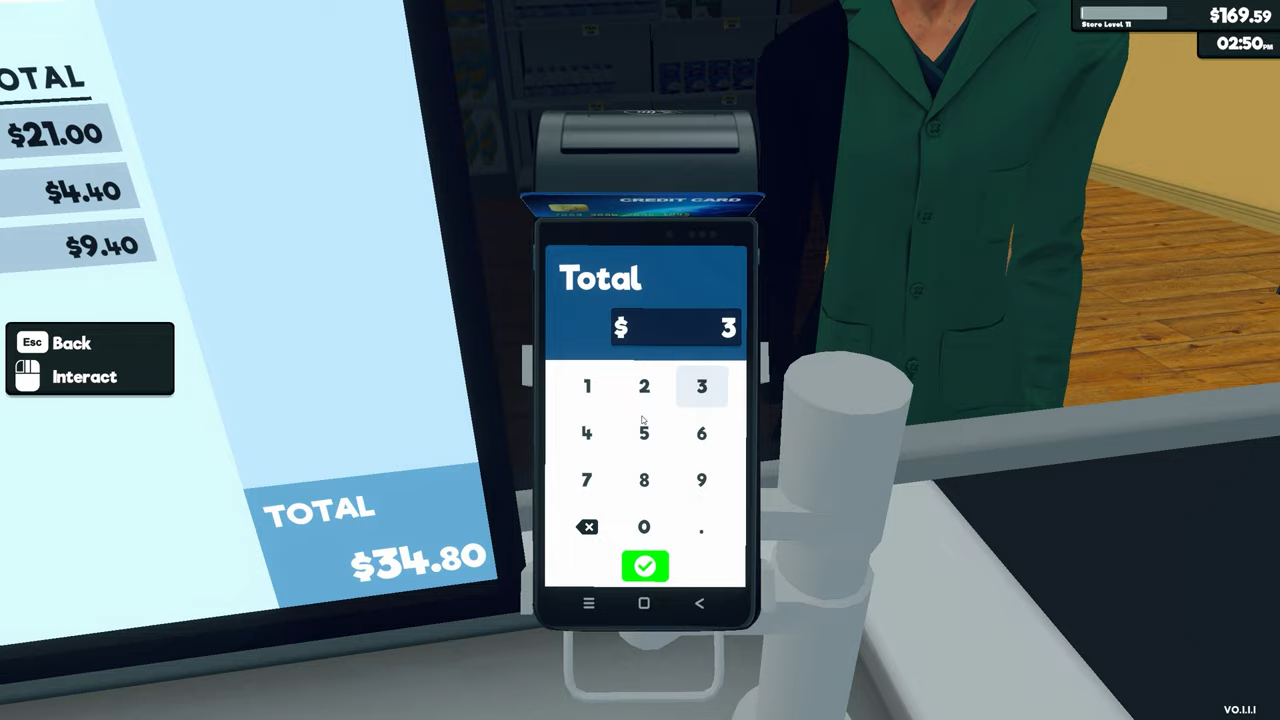 OTAL
$21.00
$4.40
$9.40
Esc Back
Interact
TOTAL
$34.80
CREDIT CARD
Total
$ 3
1 2 3
4 5 6
7 8 9
0 .
Store Level 11
$169.59
02:50PM
V0.1.1.1